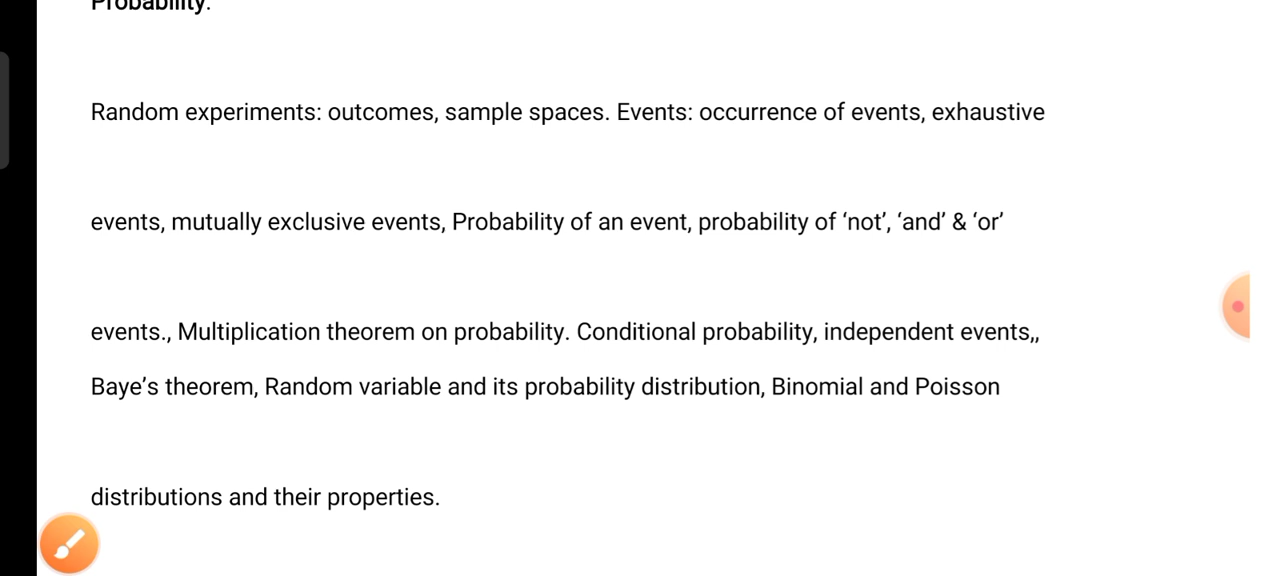 Probability.
Random experiments: outcomes, sample spaces. Events: occurrence of events, exhaustive
events, mutually exclusive events, Probability of an event, probability of ‘not’, ‘and’ & ‘or’
events., Multiplication theorem on probability. Conditional probability, independent events,,
Baye’s theorem, Random variable and its probability distribution, Binomial and Poisson
distributions and their properties.